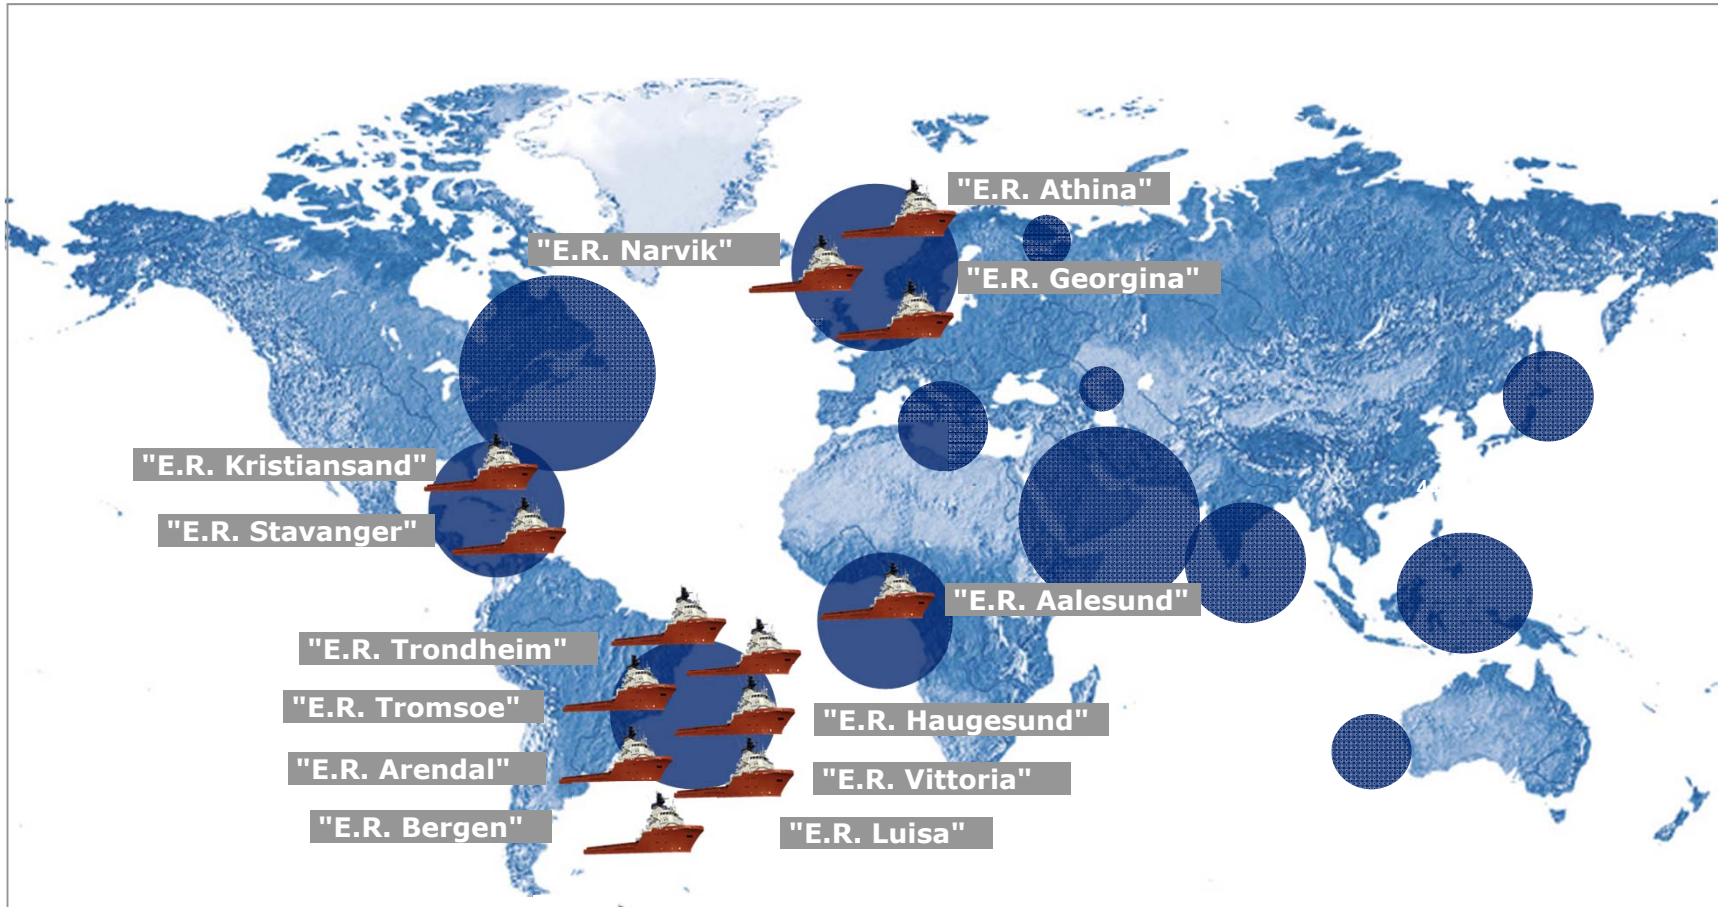 "E.R. Athina"
"E.R. Narvik"
"E.R. Georgina"
"E.R. Kristiansand"
"E.R. Stavanger"
"E.R. Aalesund"
"E.R. Trondheim"
"E.R. Tromsoe"
"E.R. Haugesund"
"E.R. Arendal"
"E.R. Vittoria"
"E.R. Bergen"
"E.R. Luisa"